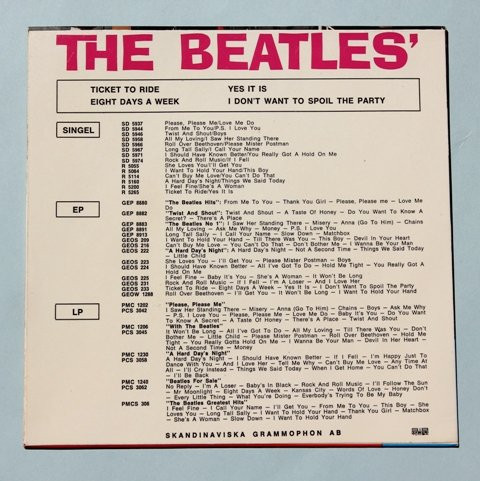 THE BEATLES'
TICKET TO RIDE YES IT IS
EIGHT DAYS A WEEK I DON'T WANT TO SPOIL THE PARTY
SINGEL
SD 5937 Please, Please Me/Love Me Do
SD 5944 From Me To You/P.S. I Love You
SD 5946 Twist And Shout/Boys
SD 5958 All My Loving/I Saw Her Standing There
SD 5966 Roll Over Beethoven/Please Mister Postman
SD 5967 Long Tall Sally/I Call Your Name
SD 5971 I Should Have Known Better/You Really Got A Hold On Me
SD 5974 Rock And Roll Music/If I Fell
R 5055 She Loves You/I'll Get You
R 5084 I Want To Hold Your Hand/This Boy
R 5114 Can't Buy Me Love/You Can't Do That
R 5160 A Hard Day's Night/Things We Said Today
R 5200 I Feel Fine/She's A Woman
R 5265 Ticket To Ride/Yes It Is
EP
GEP 8880 "The Beatles Hits": From Me To You — Thank You Girl — Please, Please me — Love Me
Do
GEP 8882 "Twist And Shout": Twist And Shout — A Taste Of Honey — Do You Want To Know A
Secret? — There's A Place
GEP 8883 "The Beatles No 1": I Saw Her Standing There — Misery — Anna (Go To Him) — Chains
GEP 8891 All My Loving — Ask Me Why — Money — P.S. I Love You
GEP 8913 Long Tall Sally — I Call Your Name — Slow Down — Matchbox
GEOS 209 I Want To Hold Your Hand — Till There Was You — This Boy — Devil In Your Heart
GEOS 216 Can't Buy Me Love — You Can't Do That — Don't Bother Me — I Wanna Be Your Man
GEOS 222 "A Hard Day's Night": A Hard Day's Night — Not A Second Time — Things We Said Today
— Little Child
GEOS 223 She Loves You — I'll Get You — Please Mister Postman — Boys
GEOS 224 I Should Have Known Better — All I've Got To Do — Hold Me Tight — You Really Got A
Hold On Me
GEOS 225 I Feel Fine — Baby It's You — She's A Woman — It Won't Be Long
GEOS 231 Rock And Roll Music — If I Fell — I'm A Loser — And I Love Her
GEOS 233 Ticket To Ride — Eight Days A Week — Yes It Is — I Don't Want To Spoil The Party
Roll Over Beethoven — I'll Get You — It Won't Be Long — I Want To Hold Your Hand
LP
PMC 1202 "Please, Please Me"
PCS 3042 I Saw Her Standing There — Misery — Anna (Go To Him) — Chains — Boys — Ask Me Why
— P.S. I Love You — Please, Please Me — Love Me Do — Baby It's You — Do You Want
To Know A Secret — A Taste Of Honey — There's A Place — Twist And Shout
PMC 1206 "With The Beatles"
PCS 3045 It Won't Be Long — All I've Got To Do — All My Loving — Till There Was You — Don't
Bother Me — Little Child — Please Mister Postman — Roll Over Beethoven — Hold Me
Tight — You Really Gotta Hold On Me — I Wanna Be Your Man — Devil In Her Heart —
Not A Second Time — Money
PMC 1230 "A Hard Day's Night"
PCS 3058 A Hard Day's Night — I Should Have Known Better — If I Fell — I'm Happy Just To
Dance With You — And I Love Her — Tell Me Why — Can't Buy Me Love — Any Time At
All — I'll Cry Instead — Things We Said Today — When I Get Home — You Can't Do That
— I'll Be Back
PMC 1240 "Beatles For Sale"
PCS 3062 No Reply — I'm A Loser — Baby's In Black — Rock And Roll Music — I'll Follow The Sun
— Mr Moonlight — Eight Days A Week — Kansas City — Words Of Love — Honey Don't
— Every Little Thing — What You're Doing — Everybody's Trying To Be My Baby
PMCS 306 "The Beatles Greatest Hits"
I Feel Fine — I Call Your Name — I'll Get You — From Me To You — This Boy — She
Loves You — Long Tall Sally — I Want To Hold Your Hand — Thank You Girl — Matchbox
— She's A Woman — Slow Down — I Want To Hold Your Hand
SKANDINAVISKA GRAMMOPHON AB